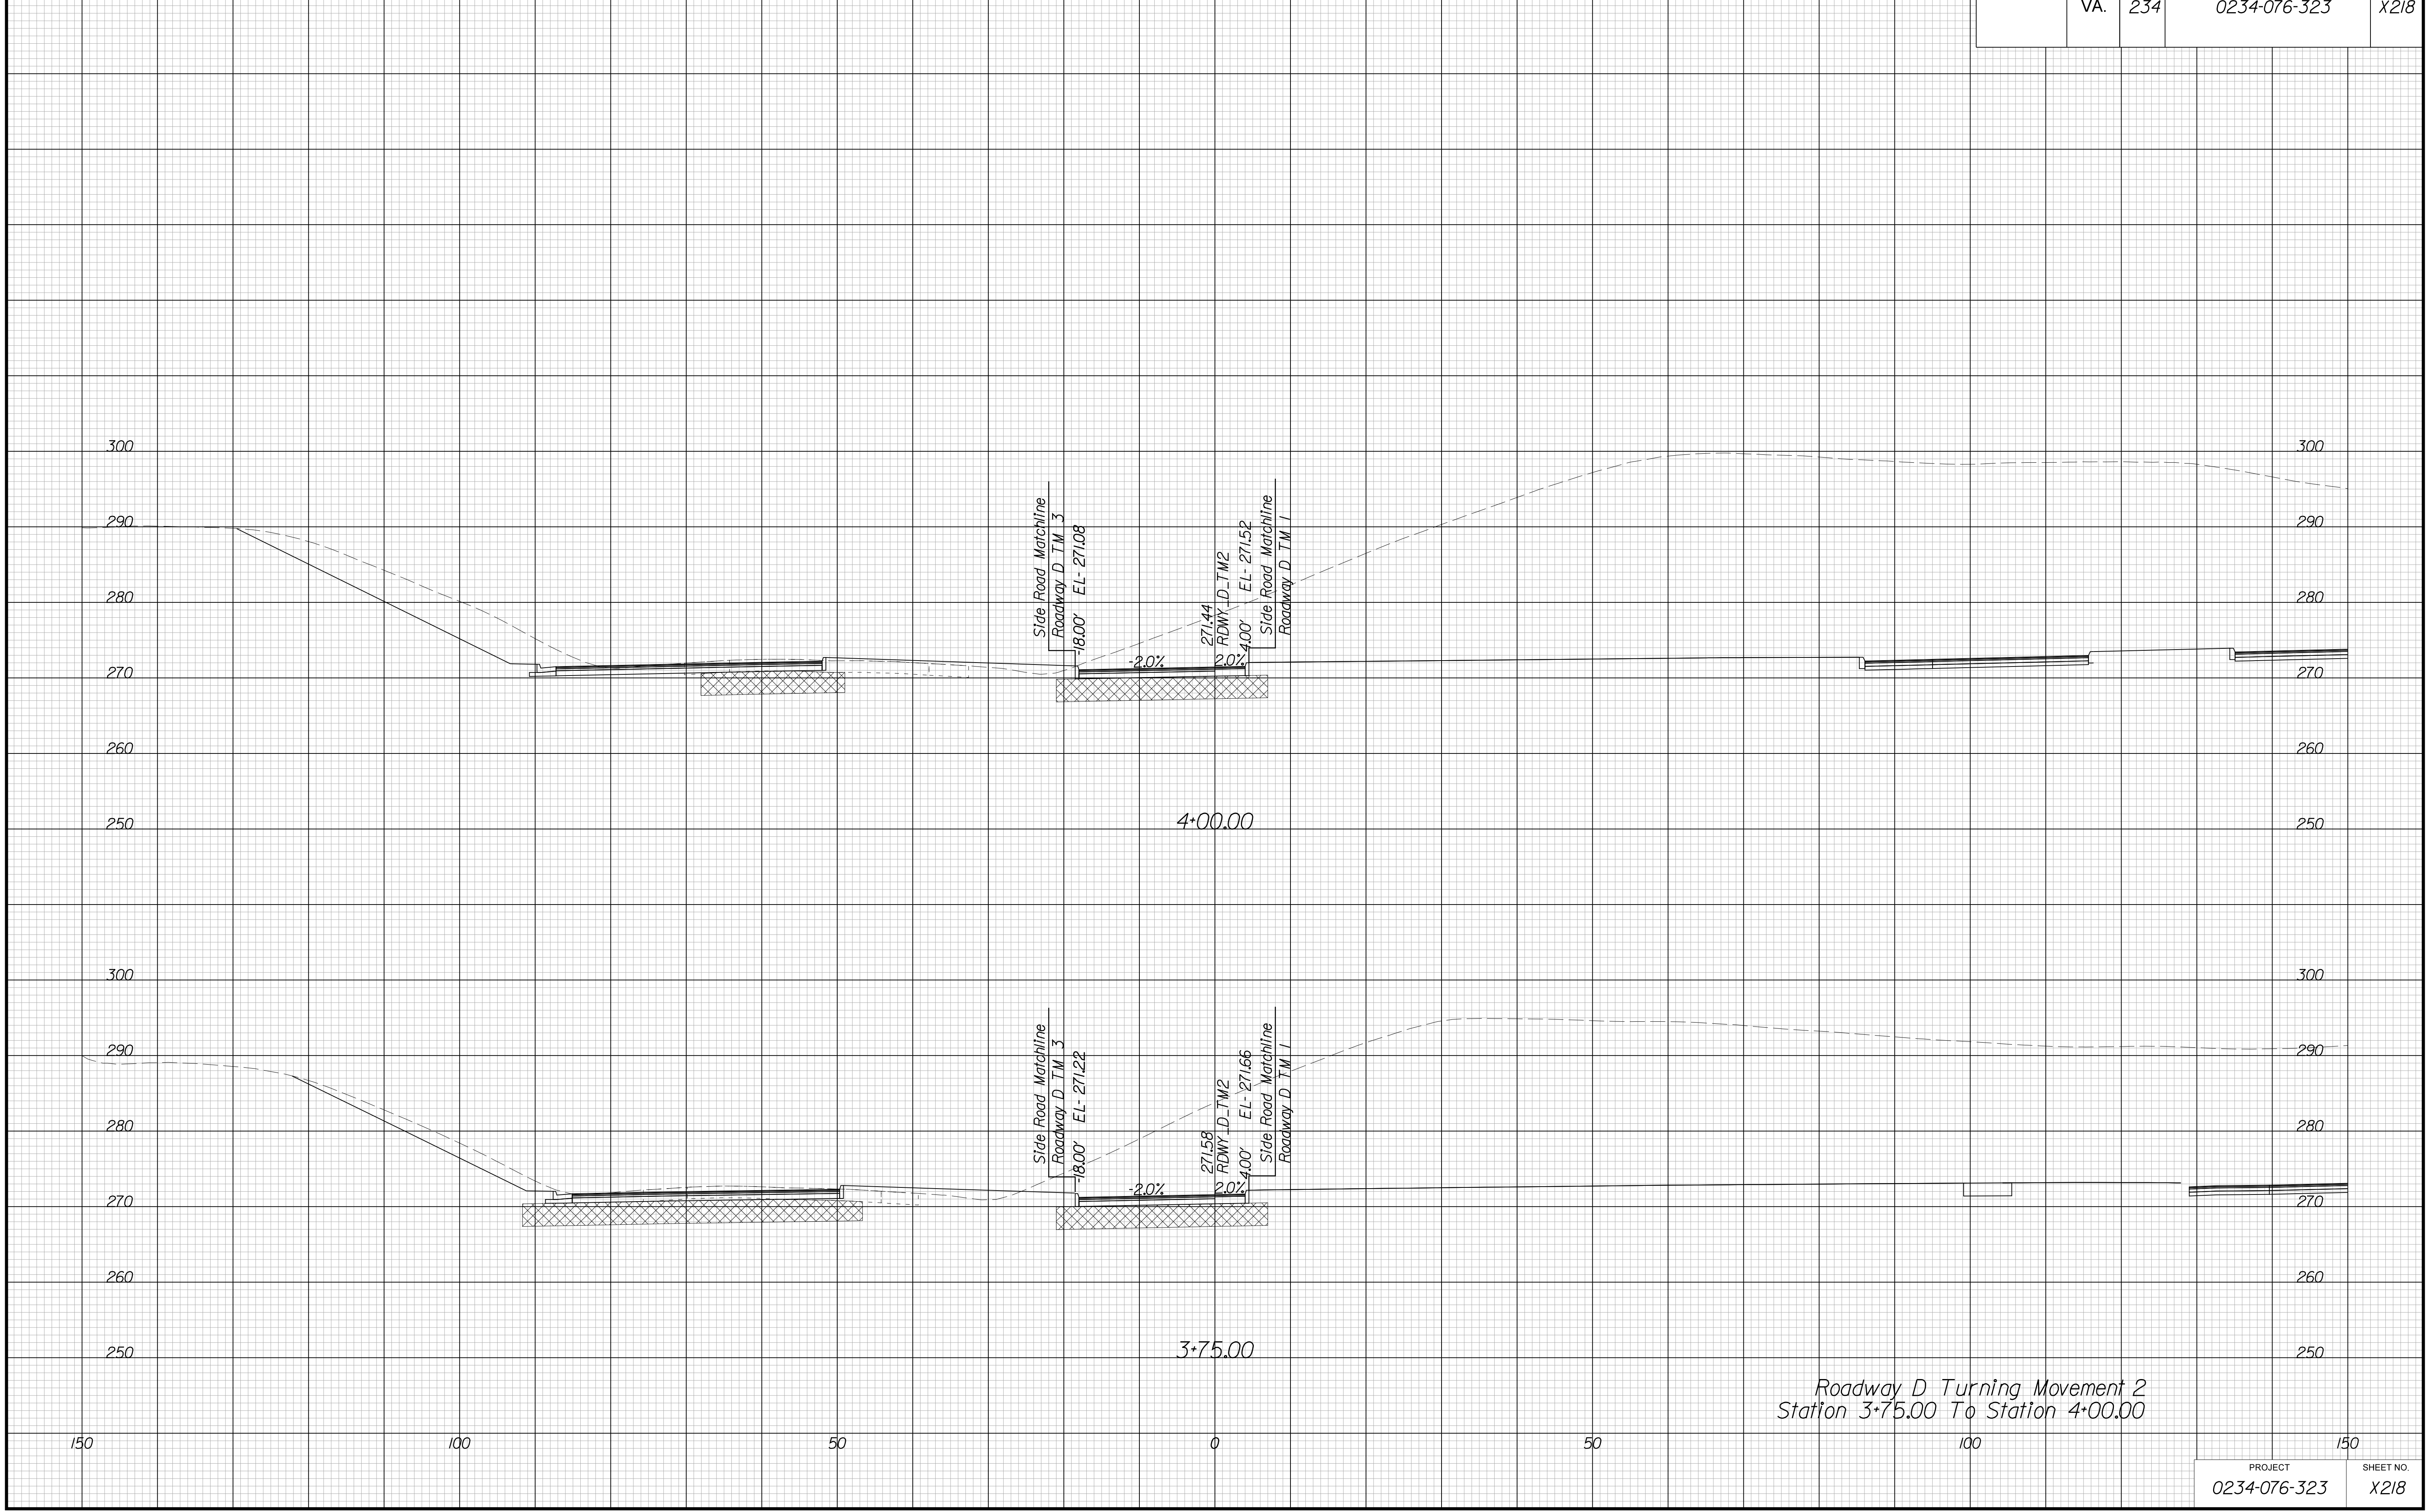 VA. 234 0234-076-323 X218
300 300
290 290
280 280
270 270
260 260
250 250
Side Road Matchline
Roadway D TM 3
-18.00' EL- 271.08
271.44
RDWY_D_TM2
4.00' EL- 271.52
Side Road Matchline
Roadway D TM 1
-2.0% 2.0%
4+00.00
300 300
290 290
280 280
270 270
260 260
250 250
Side Road Matchline
Roadway D TM 3
-18.00' EL- 271.22
271.58
RDWY_D_TM2
4.00' EL- 271.66
Side Road Matchline
Roadway D TM 1
-2.0% 2.0%
3+75.00
Roadway D Turning Movement 2
Station 3+75.00 To Station 4+00.00
150 100 50 0 50 100 150
PROJECT SHEET NO.
0234-076-323 X218